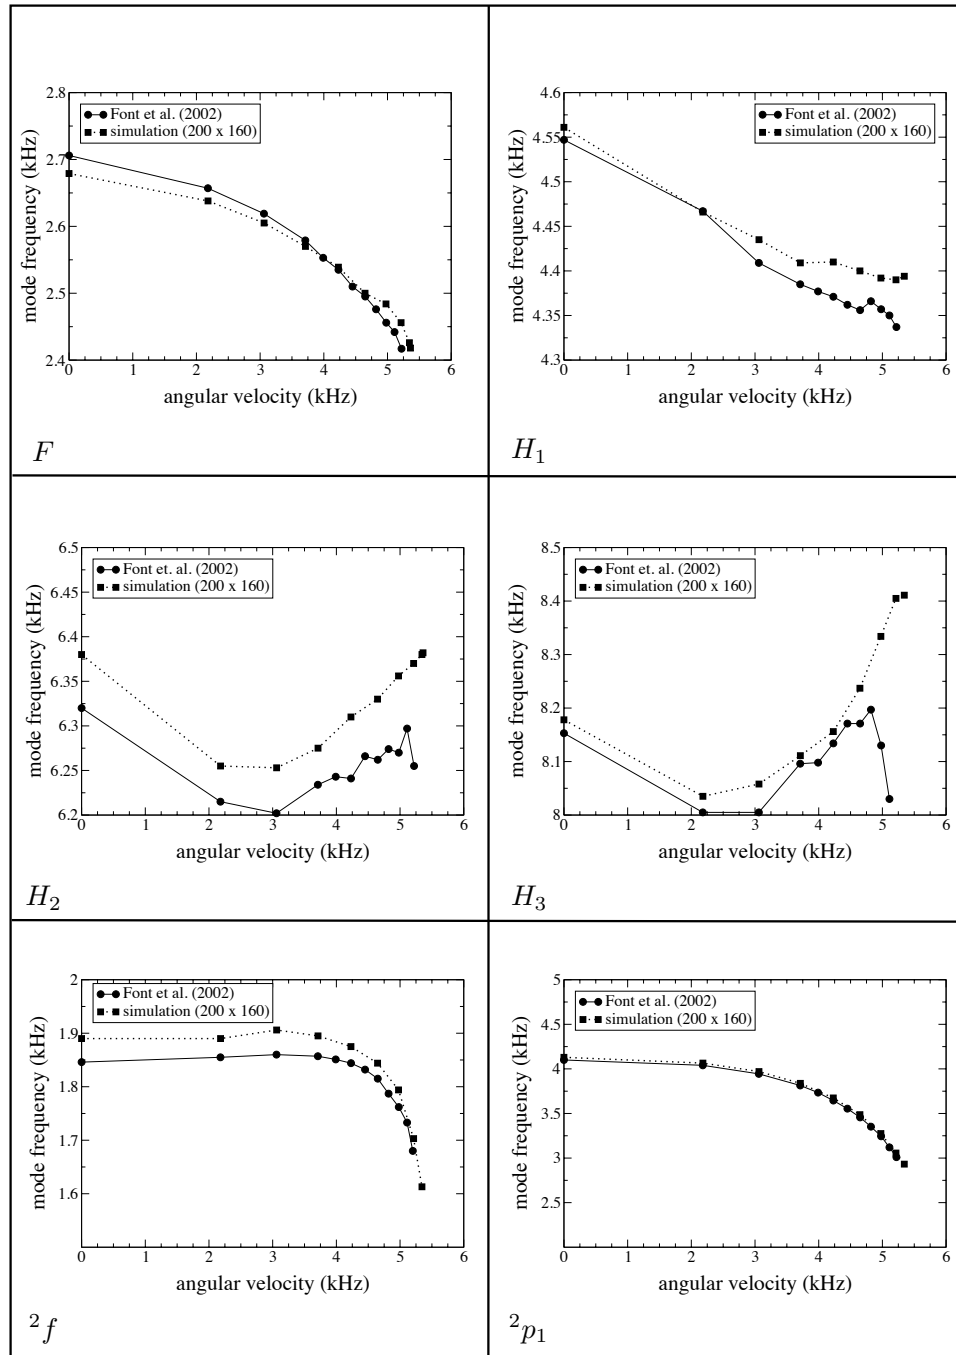 2.8
2.7
2.6
2.5
2.4
mode frequency (kHz)
Font et al. (2002)
simulation (200 x 160)
0 1 2 3 4 5 6
angular velocity (kHz)
F
4.6
4.55
4.5
4.45
4.4
4.35
4.3
mode frequency (kHz)
Font et al. (2002)
simulation (200 x 160)
0 1 2 3 4 5 6
angular velocity (kHz)
H1
6.5
6.45
6.4
6.35
6.3
6.25
6.2
mode frequency (kHz)
Font et. al. (2002)
simulation (200 x 160)
0 1 2 3 4 5 6
angular velocity (kHz)
H2
8.5
8.4
8.3
8.2
8.1
8
mode frequency (kHz)
Font et. al. (2002)
simulation (200 x 160)
0 1 2 3 4 5 6
angular velocity (kHz)
H3
2
1.9
1.8
1.7
1.6
mode frequency (kHz)
Font et al. (2002)
simulation (200 x 160)
0 1 2 3 4 5 6
angular velocity (kHz)
2f
5
4.5
4
3.5
3
2.5
mode frequency (kHz)
Font et al. (2002)
simulation (200 x 160)
0 1 2 3 4 5 6
angular velocity (kHz)
2p1